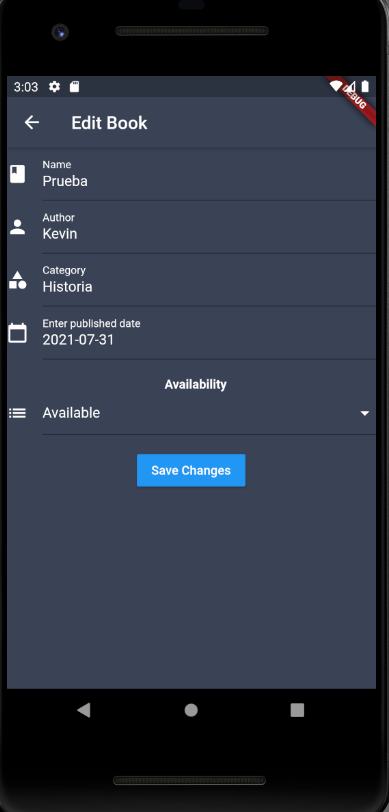 3:03
DEBUG
Edit Book
Name
Prueba
Author
Kevin
Category
Historia
Enter published date
2021-07-31
Availability
Available
Save Changes